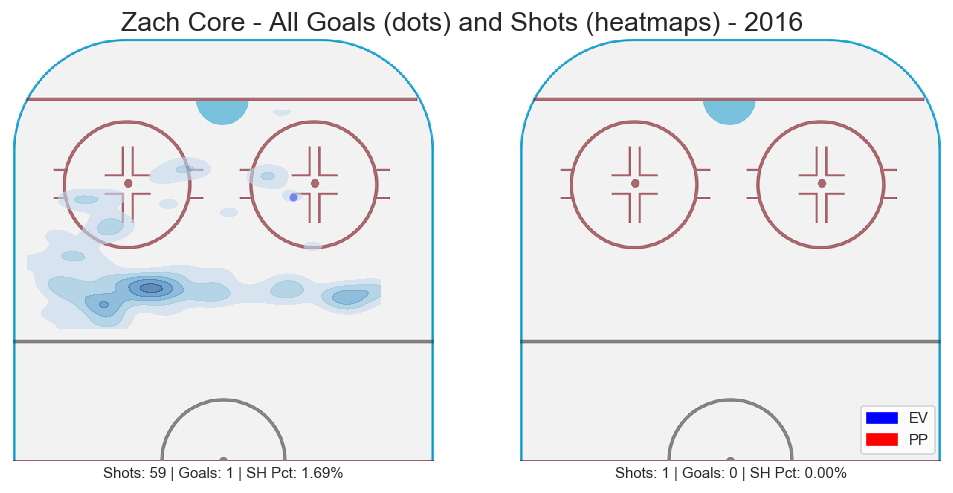 Zach Core - All Goals (dots) and Shots (heatmaps) - 2016
EV
PP
Shots: 59 | Goals: 1 | SH Pct: 1.69%
Shots: 1 | Goals: 0 | SH Pct: 0.00%